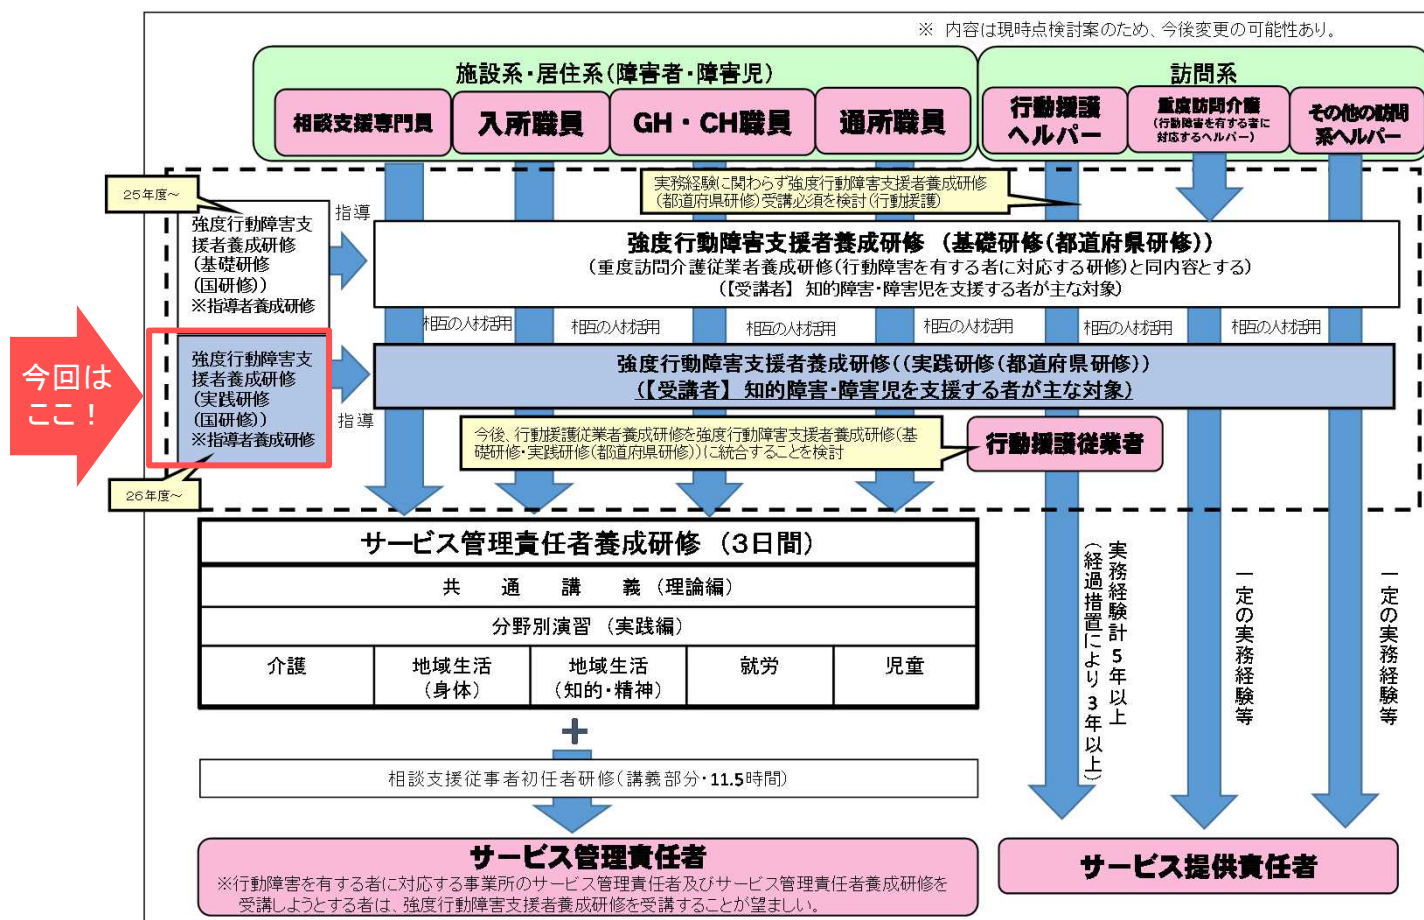 ※ 内容は現時点検討案のため、今後変更の可能性あり。
施設系・居住系(障害者・障害児)
訪問系
相談支援専門員
入所職員
GH・CH職員
通所職員
行動援護
ヘルパー
重度訪問介護
(行動障害を有する者に
対応するヘルパー)
その他の訪問
系ヘルパー
25年度～
実務経験に関わらず強度行動障害支援者養成研修
(都道府県研修)受講必須を検討(行動援護)
強度行動障害支
援者養成研修
(基礎研修
(国研修))
※指導者養成研修
指導
強度行動障害支援者養成研修 (基礎研修(都道府県研修))
(重度訪問介護従業者養成研修(行動障害を有する者に対応する研修)と同内容とする)
(【受講者】 知的障害・障害児を支援する者が主な対象)
相互の人材活用
相互の人材活用
相互の人材活用
相互の人材活用
相互の人材活用
相互の人材活用
今回は
ここ！
強度行動障害支
援者養成研修
(実践研修
(国研修))
※指導者養成研修
指導
強度行動障害支援者養成研修((実践研修(都道府県研修))
(【受講者】 知的障害・障害児を支援する者が主な対象)
今後、行動援護従業者養成研修を強度行動障害支援者養成研修(基
礎研修・実践研修(都道府県研修))に統合することを検討
行動援護従業者
26年度～
サービス管理責任者養成研修 (3日間)
共 通 講 義 (理論編)
分野別演習 (実践編)
介護
地域生活
(身体)
地域生活
(知的・精神)
就労
児童
＋
相談支援従事者初任者研修(講義部分・11.5時間)
実務経験計5年以上
(経過措置により3年以上)
一定の実務経験等
一定の実務経験等
サービス管理責任者
※行動障害を有する者に対応する事業所のサービス管理責任者及びサービス管理責任者養成研修を
受講しようとする者は、強度行動障害支援者養成研修を受講することが望ましい。
サービス提供責任者